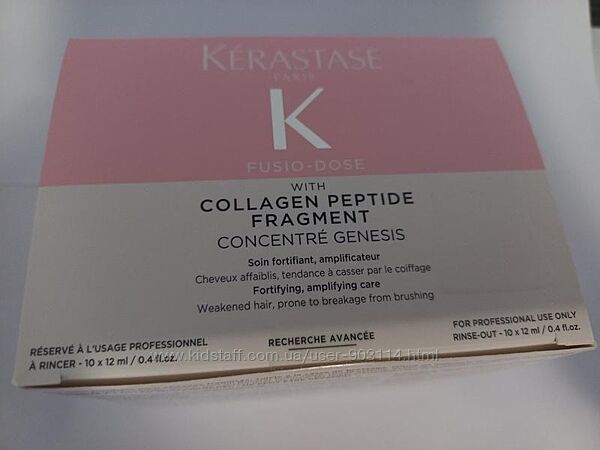 KÉRASTASE
PARIS
K
FUSIO-DOSE
WITH
COLLAGEN PEPTIDE
FRAGMENT
CONCENTRÉ GENESIS
Soin fortifiant, amplificateur
Cheveux affaiblis, tendance à casser par le coiffage
Fortifying, amplifying care
Weakened hair, prone to breakage from brushing
RÉSERVÉ À L'USAGE PROFESSIONNEL
À RINCER - 10 x 12 ml / 0.4 fl.oz.
RECHERCHE AVANCÉE
FOR PROFESSIONAL USE ONLY
RINSE-OUT - 10 x 12 ml / 0.4 fl.oz.
www.kidstaff.com.ua/user-903114.html